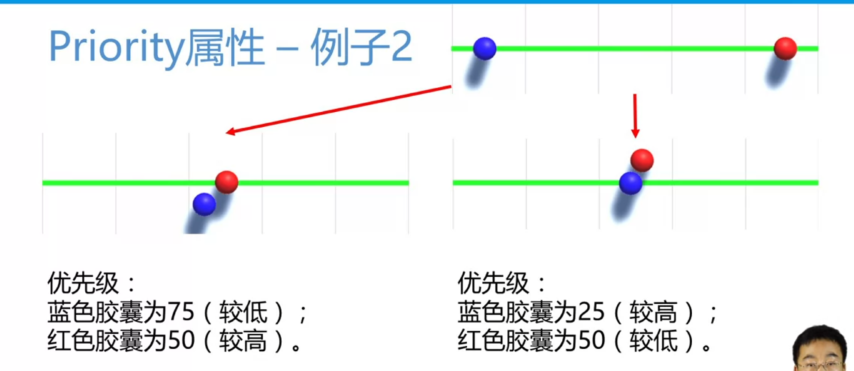 Priority属性 – 例子2
优先级：
蓝色胶囊为75（较低）；
红色胶囊为50（较高）。
优先级：
蓝色胶囊为25（较高）；
红色胶囊为50（较低）。